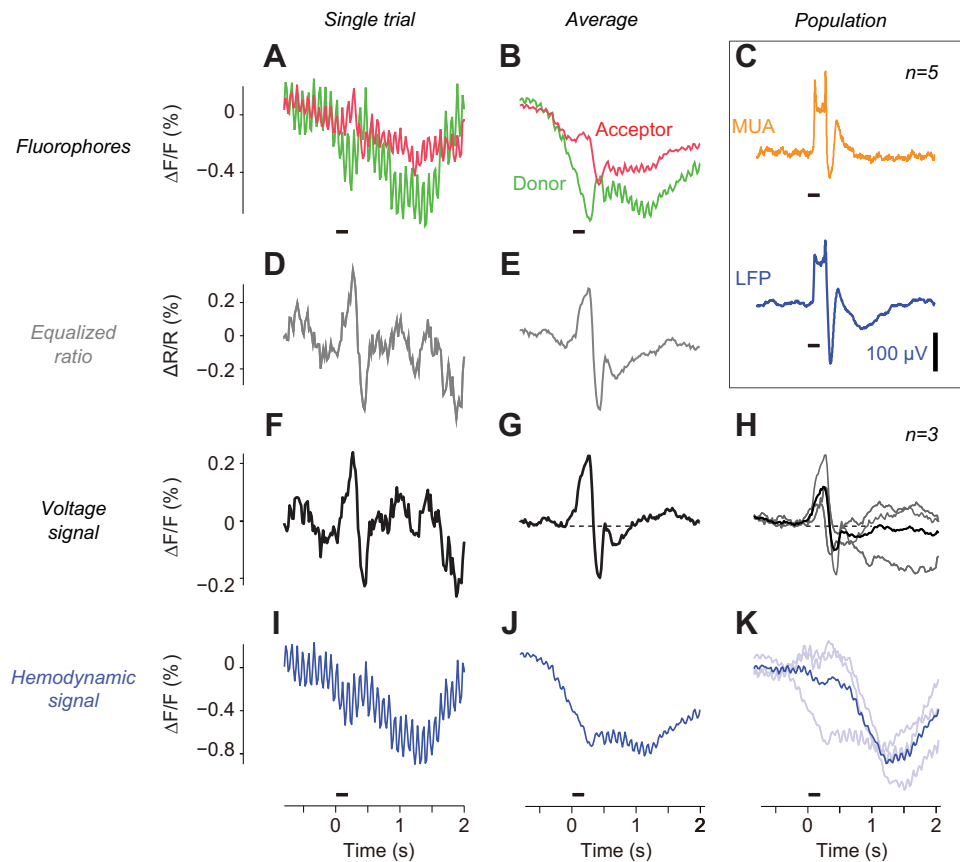 Single trial
Average
Population
A
B
C
n=5
Fluorophores
ΔF/F (%)
0
−0.4
Acceptor
Donor
MUA
LFP
100 µV
D
E
Equalized
ratio
ΔR/R (%)
0.2
0
−0.2
F
G
H
n=3
Voltage
signal
ΔF/F (%)
0.2
0
−0.2
I
J
K
Hemodynamic
signal
ΔF/F (%)
0
−0.4
−0.8
0 1 2
0 1 2
0 1 2
Time (s)
Time (s)
Time (s)